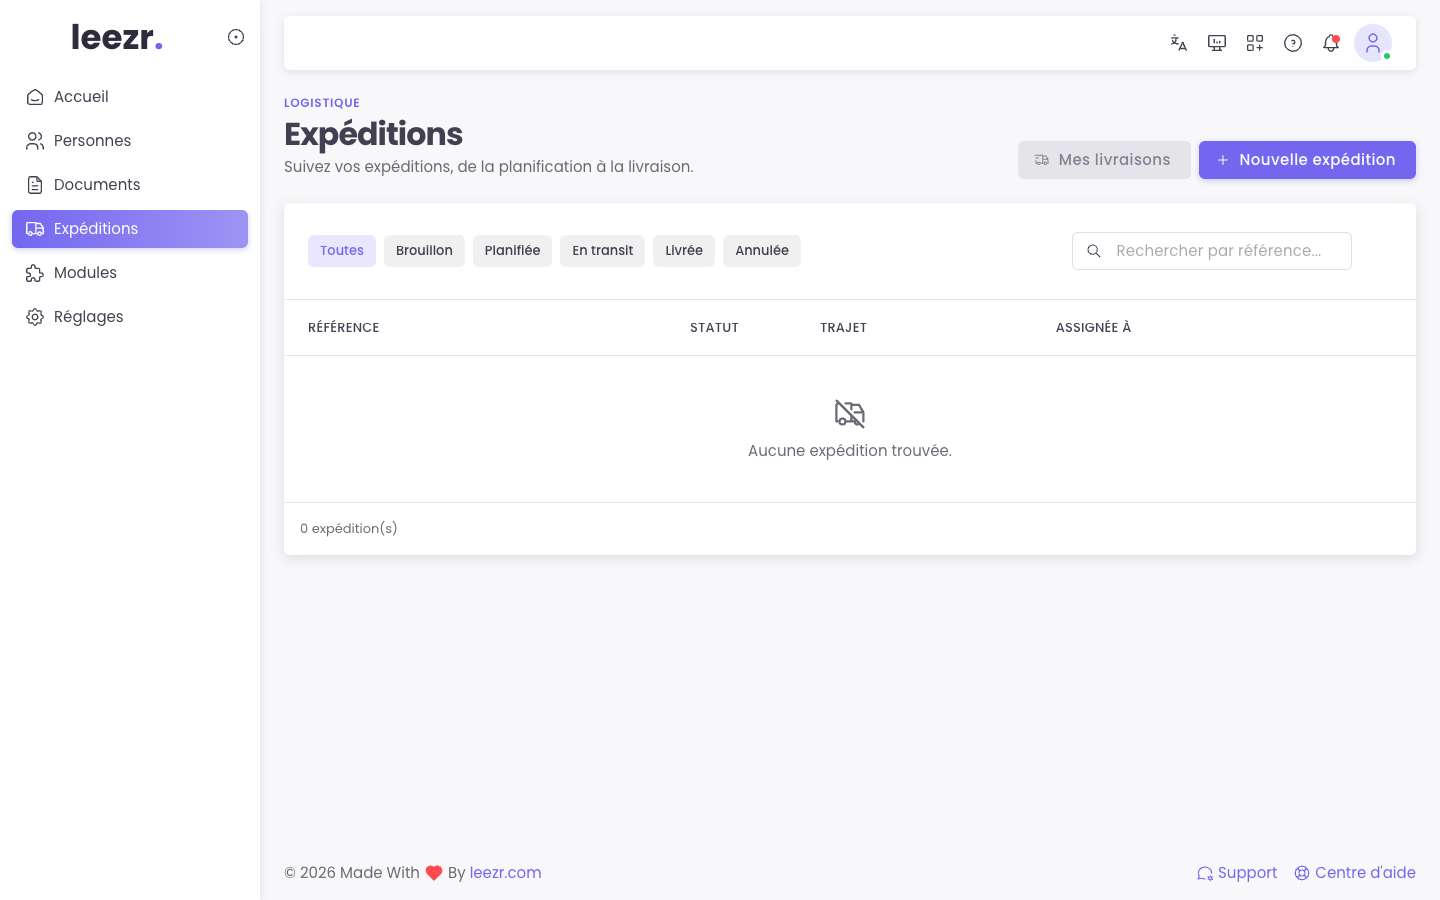 leezr.
Accueil
Personnes
Documents
Expéditions
Modules
Réglages
LOGISTIQUE
Expéditions
Suivez vos expéditions, de la planification à la livraison.
Mes livraisons
Nouvelle expédition
Toutes Brouillon Planifiée En transit Livrée Annulée
Rechercher par référence...
RÉFÉRENCE STATUT TRAJET ASSIGNÉE À
Aucune expédition trouvée.
0 expédition(s)
© 2026 Made With By leezr.com
Support Centre d'aide